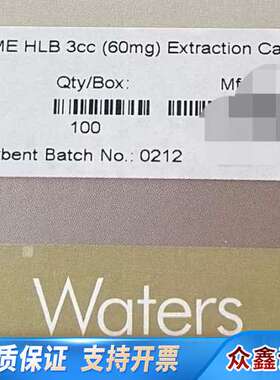 ME HLB 3cc (60mg) Extraction Ca
Qty/Box:
Mf
100
rbent Batch No.: 0212
Waters
质保证 支持开票
众鑫